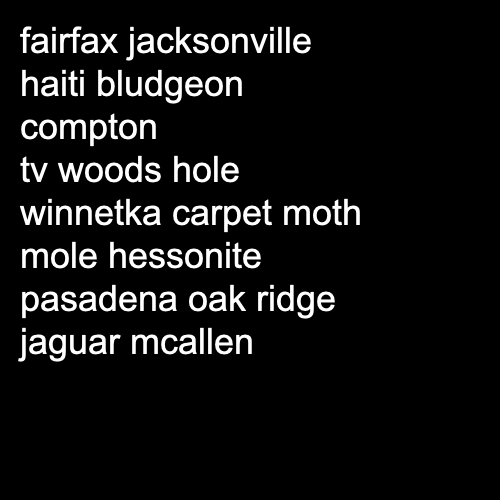 fairfax jacksonville
haiti bludgeon
compton
tv woods hole
winnetka carpet moth
mole hessonite
pasadena oak ridge
jaguar mcallen